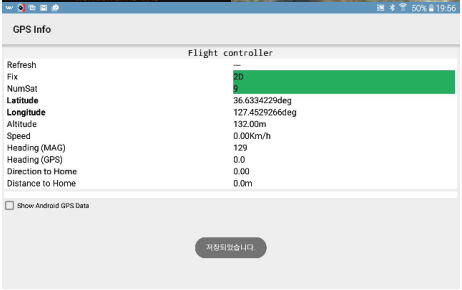 50% 19:56
GPS Info
Flight controller
Refresh ---
Fix 2D
NumSat 9
Latitude 36.6334229deg
Longitude 127.4529266deg
Altitude 132.00m
Speed 0.00Km/h
Heading (MAG) 129
Heading (GPS) 0.0
Direction to Home 0.00
Distance to Home 0.0m
Show Android GPS Data
저장되었습니다.